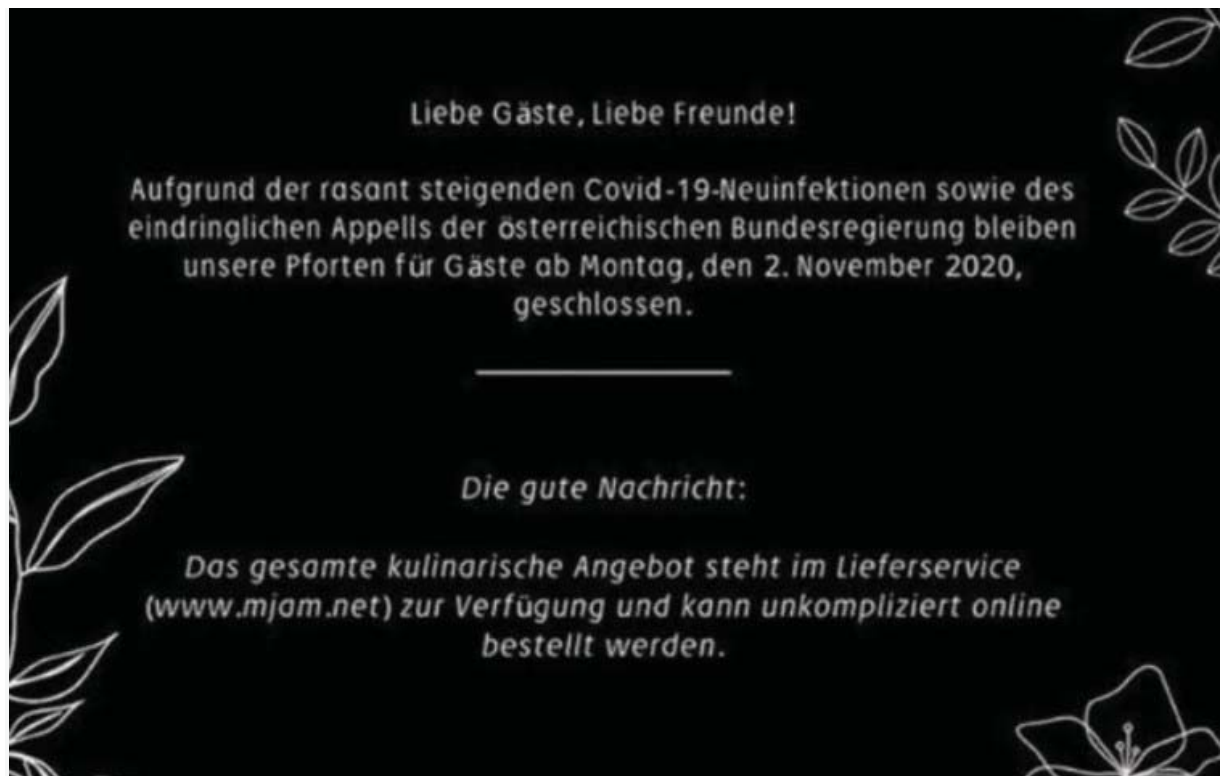 Liebe Gäste, Liebe Freunde!
Aufgrund der rasant steigenden Covid-19-Neuinfektionen sowie des
eindringlichen Appells der österreichischen Bundesregierung bleiben
unsere Pforten für Gäste ab Montag, den 2. November 2020,
geschlossen.
Die gute Nachricht:
Das gesamte kulinarische Angebot steht im Lieferservice
(www.mjam.net) zur Verfügung und kann unkompliziert online
bestellt werden.